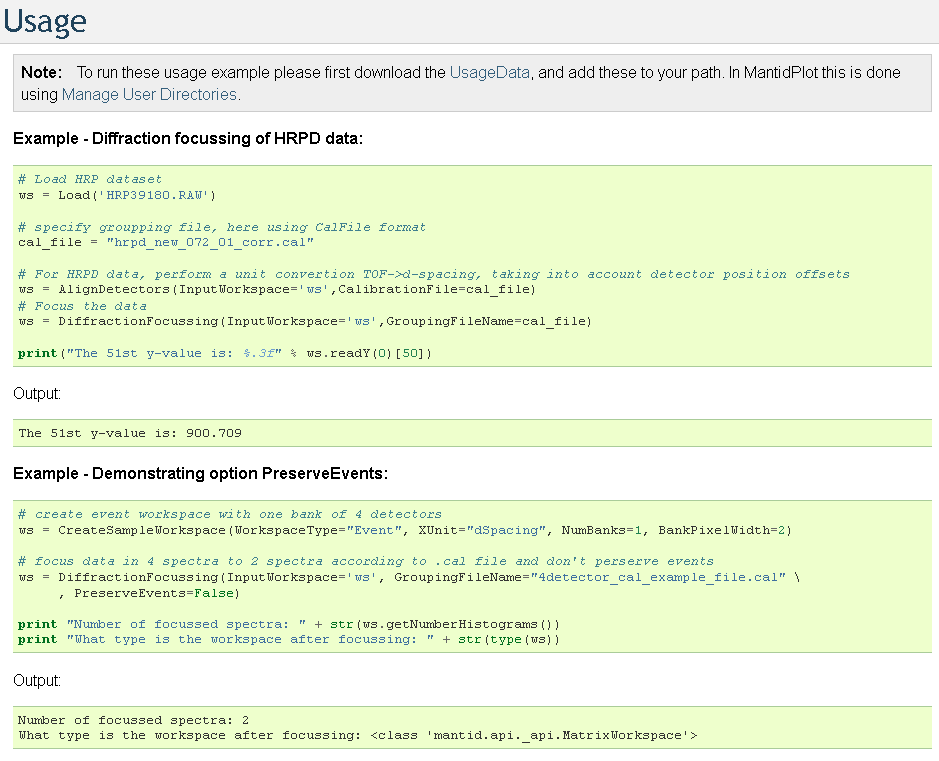 Usage
Note: To run these usage example please first download the UsageData, and add these to your path. In MantidPlot this is done
using Manage User Directories.
Example - Diffraction focussing of HRPD data:
# Load HRP dataset
ws = Load('HRP39180.RAW')
# specify groupping file, here using CalFile format
cal_file = "hrpd_new_072_01_corr.cal"
# For HRPD data, perform a unit convertion TOF->d-spacing, taking into account detector position offsets
ws = AlignDetectors(InputWorkspace='ws',CalibrationFile=cal_file)
# Focus the data
ws = DiffractionFocussing(InputWorkspace='ws',GroupingFileName=cal_file)
print("The 51st y-value is: %.3f" % ws.readY(0)[50])
Output:
The 51st y-value is: 900.709
Example - Demonstrating option PreserveEvents:
# create event workspace with one bank of 4 detectors
ws = CreateSampleWorkspace(WorkspaceType="Event", XUnit="dSpacing", NumBanks=1, BankPixelWidth=2)
# focus data in 4 spectra to 2 spectra according to .cal file and don't perserve events
ws = DiffractionFocussing(InputWorkspace='ws', GroupingFileName="4detector_cal_example_file.cal" \
, PreserveEvents=False)
print "Number of focussed spectra: " + str(ws.getNumberHistograms())
print "What type is the workspace after focussing: " + str(type(ws))
Output:
Number of focussed spectra: 2
What type is the workspace after focussing: <class 'mantid.api._api.MatrixWorkspace'>